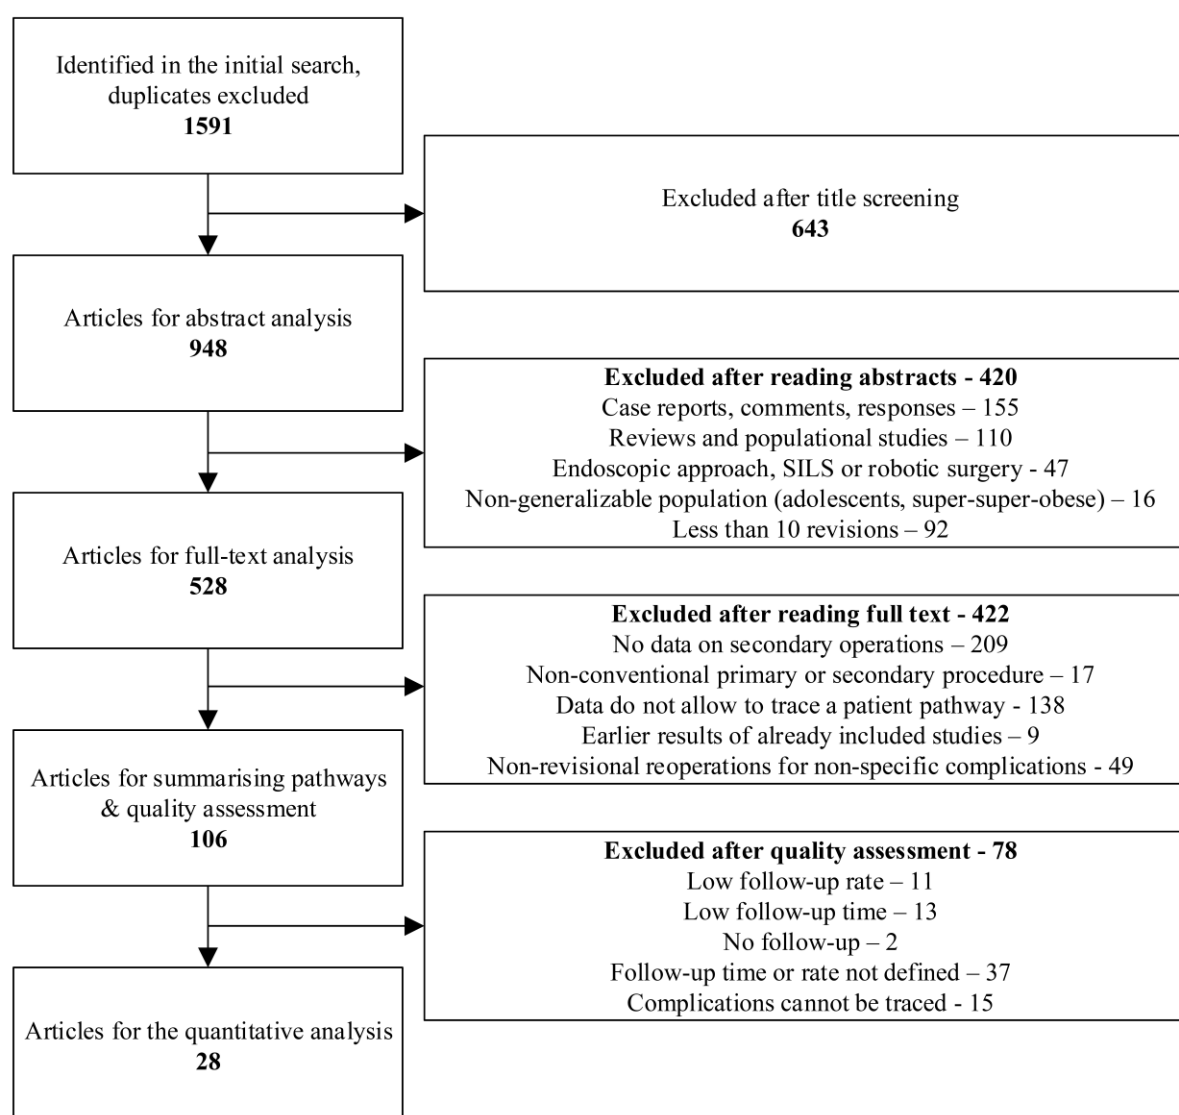 Identified in the initial search,
duplicates excluded
1591
Excluded after title screening
643
Articles for abstract analysis
948
Excluded after reading abstracts - 420
Case reports, comments, responses – 155
Reviews and populational studies – 110
Endoscopic approach, SILS or robotic surgery - 47
Non-generalizable population (adolescents, super-super-obese) – 16
Less than 10 revisions – 92
Articles for full-text analysis
528
Excluded after reading full text - 422
No data on secondary operations – 209
Non-conventional primary or secondary procedure – 17
Data do not allow to trace a patient pathway - 138
Earlier results of already included studies – 9
Non-revisional reoperations for non-specific complications - 49
Articles for summarising pathways
& quality assessment
106
Excluded after quality assessment - 78
Low follow-up rate – 11
Low follow-up time – 13
No follow-up – 2
Follow-up time or rate not defined – 37
Complications cannot be traced - 15
Articles for the quantitative analysis
28